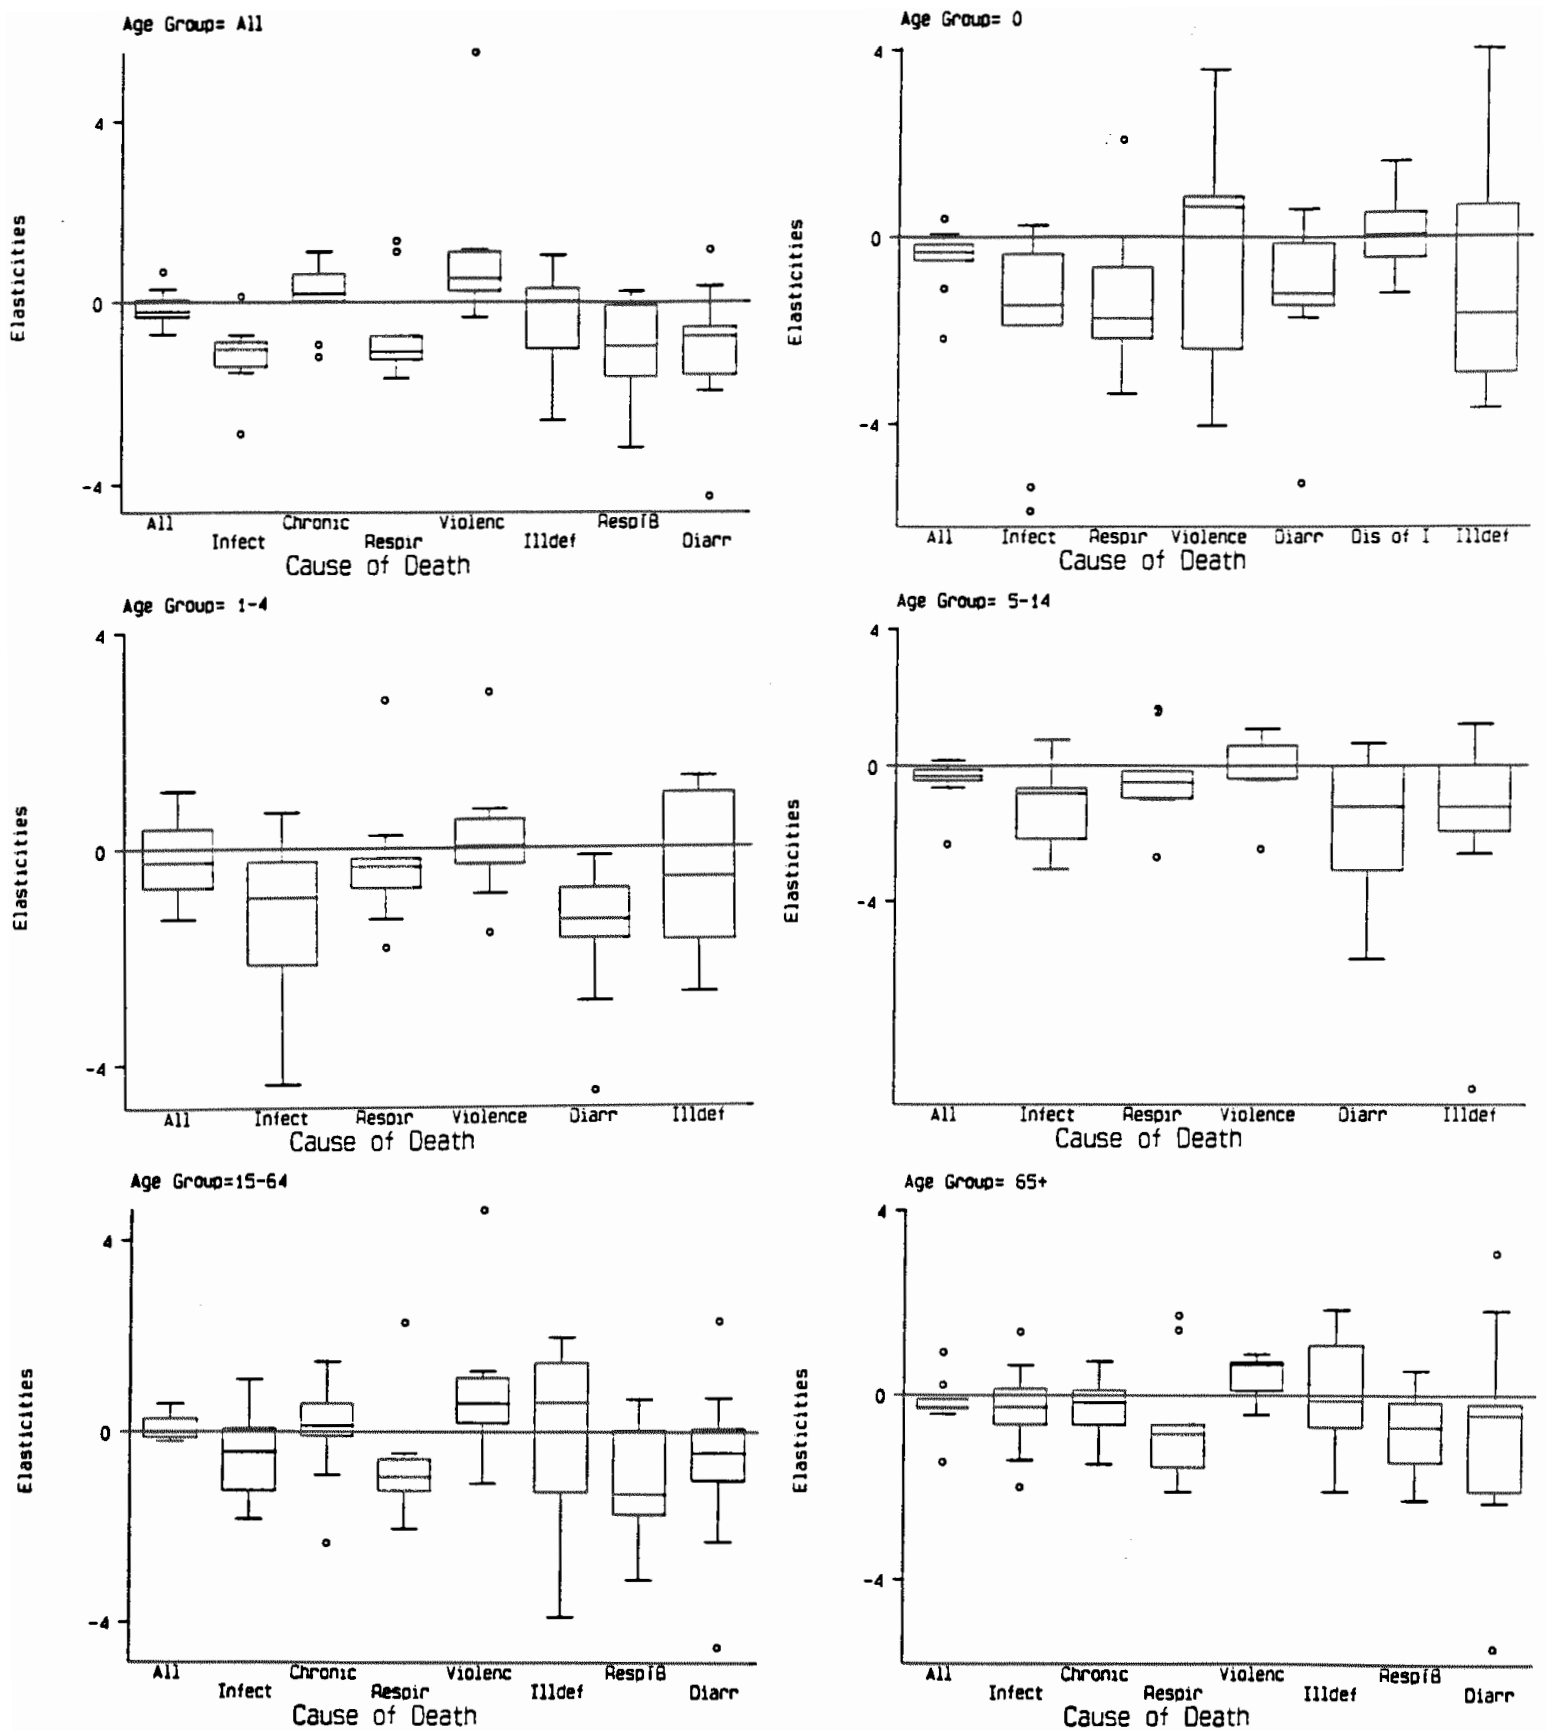 Age Group= All
4
0
-4
Elasticities
All Infect Chronic Respir Violenc Illdef RespTB Diarr
Cause of Death
Age Group= 0
4
0
-4
Elasticities
All Infect Respir Violence Diarr Dis of I Illdef
Cause of Death
Age Group= 1-4
4
0
-4
Elasticities
All Infect Respir Violence Diarr Illdef
Cause of Death
Age Group= 5-14
4
0
-4
Elasticities
All Infect Respir Violence Diarr Illdef
Cause of Death
Age Group=15-64
4
0
-4
Elasticities
All Infect Chronic Respir Violenc Illdef RespTB Diarr
Cause of Death
Age Group= 65+
4
0
-4
Elasticities
All Infect Chronic Respir Violenc Illdef RespTB Diarr
Cause of Death